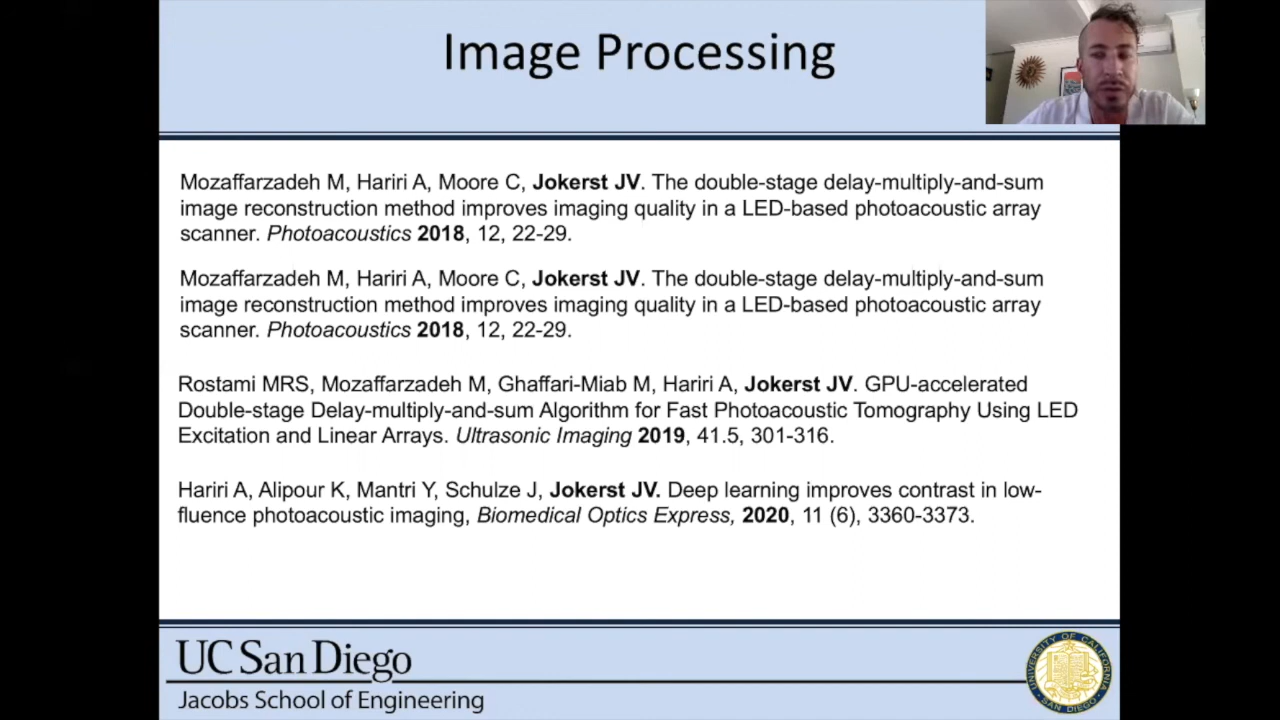 Image Processing
Mozaffarzadeh M, Hariri A, Moore C, Jokerst JV. The double-stage delay-multiply-and-sum
image reconstruction method improves imaging quality in a LED-based photoacoustic array
scanner. Photoacoustics 2018, 12, 22-29.
Mozaffarzadeh M, Hariri A, Moore C, Jokerst JV. The double-stage delay-multiply-and-sum
image reconstruction method improves imaging quality in a LED-based photoacoustic array
scanner. Photoacoustics 2018, 12, 22-29.
Rostami MRS, Mozaffarzadeh M, Ghaffari-Miab M, Hariri A, Jokerst JV. GPU-accelerated
Double-stage Delay-multiply-and-sum Algorithm for Fast Photoacoustic Tomography Using LED
Excitation and Linear Arrays. Ultrasonic Imaging 2019, 41.5, 301-316.
Hariri A, Alipour K, Mantri Y, Schulze J, Jokerst JV. Deep learning improves contrast in low-
fluence photoacoustic imaging, Biomedical Optics Express, 2020, 11 (6), 3360-3373.
UC San Diego
Jacobs School of Engineering
UNIVERSITY OF CALIFORNIA
SAN DIEGO